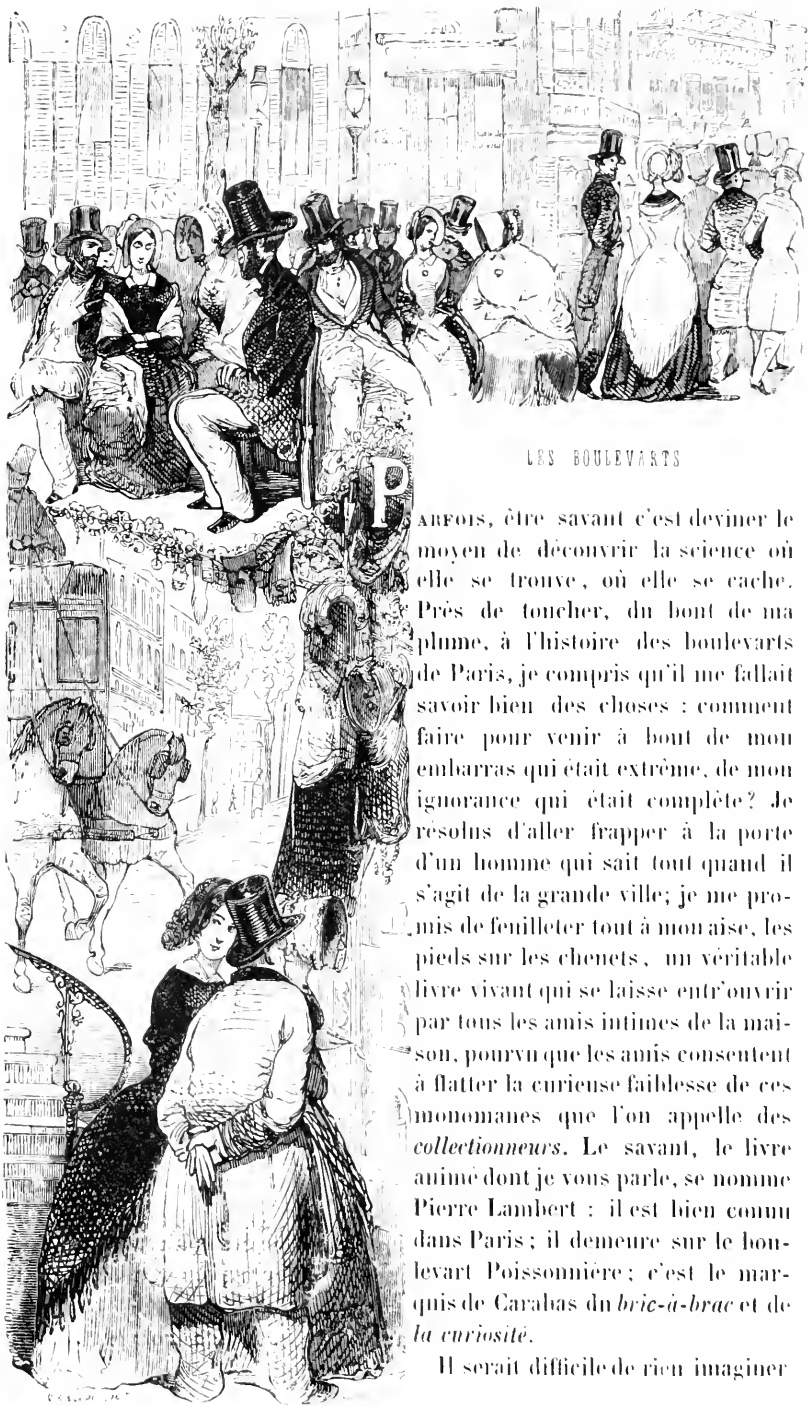 LES BOULEVARTS
PARFOIS, être savant c'est deviner le
moyen de découvrir la science où
elle se trouve, où elle se cache.
Près de toucher, du bout de ma
plume, à l'histoire des boulevarts
de Paris, je compris qu'il me fallait
savoir bien des choses : comment
faire pour venir à bout de mon
embarras qui était extrême, de mon
ignorance qui était complète? Je
résolus d'aller frapper à la porte
d'un homme qui sait tout quand il
s'agit de la grande ville; je me pro-
mis de feuilleter tout à mon aise, les
pieds sur les chenets, un véritable
livre vivant qui se laisse entr'ouvrir
par tous les amis intimes de la mai-
son, pourvu que les amis consentent
à flatter la curieuse faiblesse de ces
monomanes que l'on appelle des
collectionneurs. Le savant, le livre
animé dont je vous parle, se nomme
Pierre Lambert : il est bien connu
dans Paris; il demeure sur le bou-
levart Poissonnière; c'est le mar-
quis de Carabas du bric-à-brac et de
la curiosité.
Il serait difficile de rien imaginer